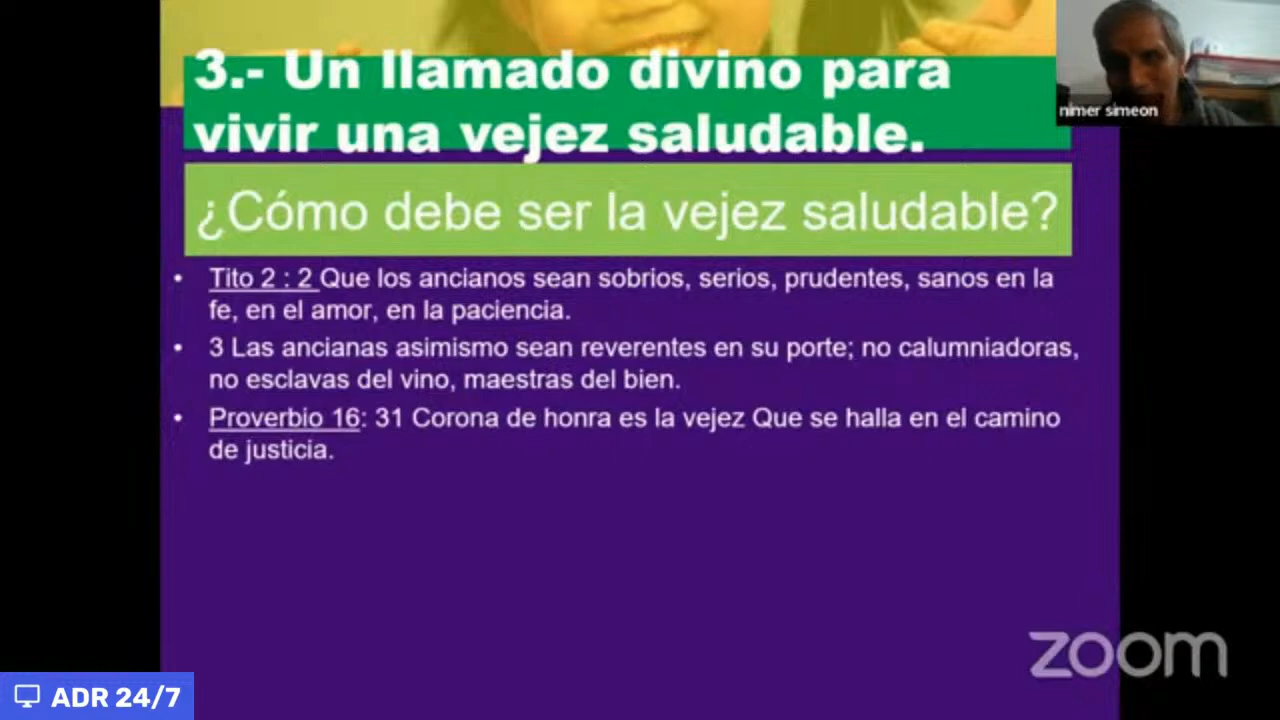 3.- Un llamado divino para
vivir una vejez saludable.
nimer simeon
¿Cómo debe ser la vejez saludable?
• Tito 2 : 2 Que los ancianos sean sobrios, serios, prudentes, sanos en la
fe, en el amor, en la paciencia.
• 3 Las ancianas asimismo sean reverentes en su porte; no calumniadoras,
no esclavas del vino, maestras del bien.
• Proverbio 16: 31 Corona de honra es la vejez Que se halla en el camino
de justicia.
zoom
ADR 24/7